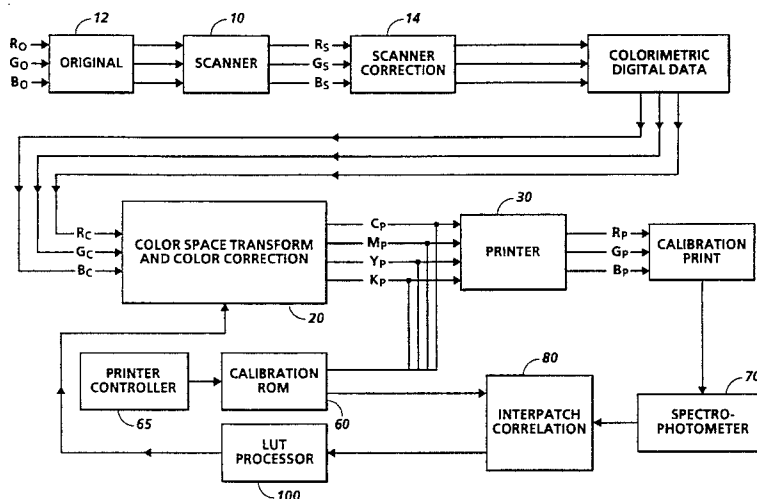 12
10
14
RO
GO
BO
ORIGINAL
SCANNER
RS
GS
BS
SCANNER
CORRECTION
COLORIMETRIC
DIGITAL DATA
RC
GC
BC
COLOR SPACE TRANSFORM
AND COLOR CORRECTION
20
CP
MP
YP
KP
30
PRINTER
RP
GP
BP
CALIBRATION
PRINT
PRINTER
CONTROLLER
65
CALIBRATION
ROM
60
80
INTERPATCH
CORRELATION
70
SPECTRO-
PHOTOMETER
LUT
PROCESSOR
100